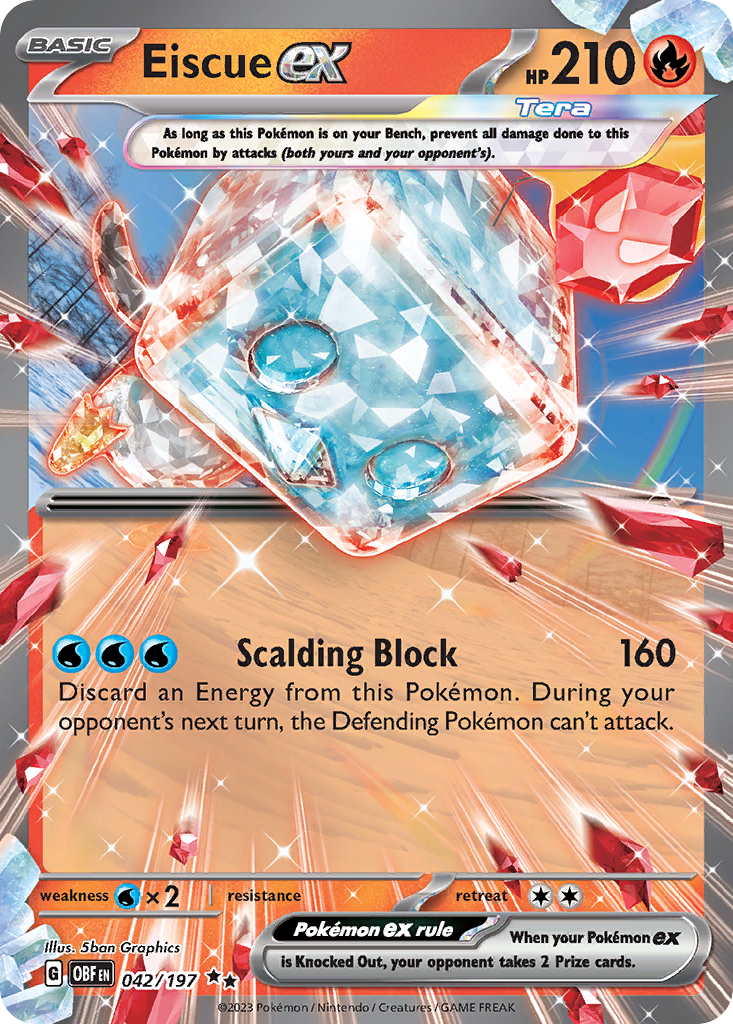 BASIC
Eiscue ex
HP 210
Tera
As long as this Pokémon is on your Bench, prevent all damage done to this
Pokémon by attacks (both yours and your opponent's).
Scalding Block 160
Discard an Energy from this Pokémon. During your
opponent's next turn, the Defending Pokémon can't attack.
weakness ×2 resistance retreat
Illus. 5ban Graphics
Pokémon ex rule
When your Pokémon ex
is Knocked Out, your opponent takes 2 Prize cards.
G OBF EN 042/197 ★★
©2023 Pokémon / Nintendo / Creatures / GAME FREAK